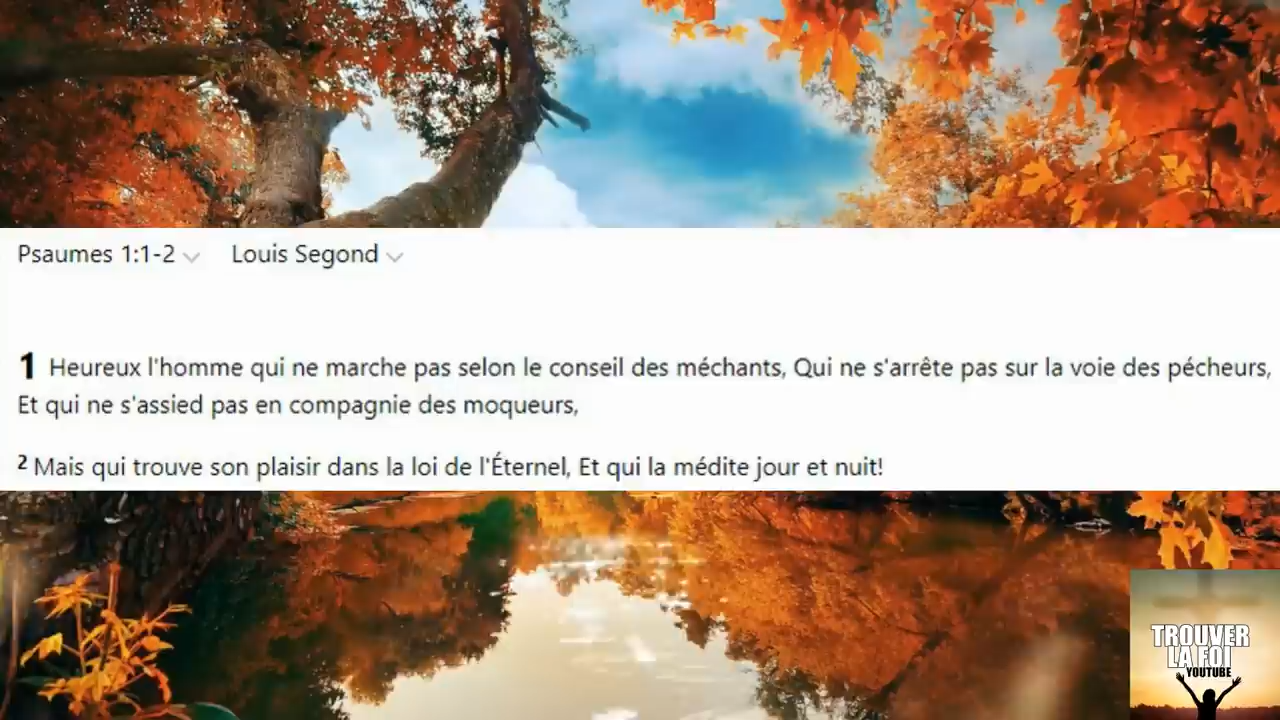 Psaumes 1:1-2 Louis Segond
1 Heureux l'homme qui ne marche pas selon le conseil des méchants, Qui ne s'arrête pas sur la voie des pécheurs,
Et qui ne s'assied pas en compagnie des moqueurs,
2 Mais qui trouve son plaisir dans la loi de l'Éternel, Et qui la médite jour et nuit!
TROUVER
LA FOI
YOUTUBE